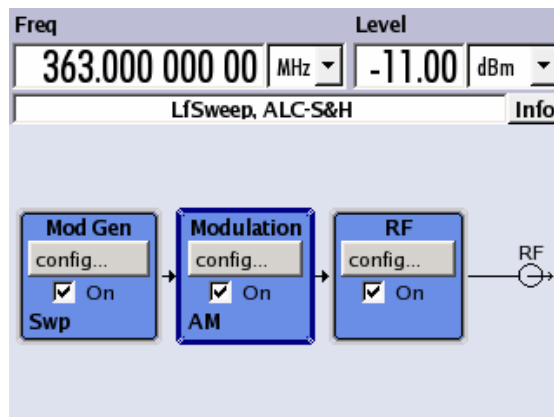 Freq Level
363.000 000 00 MHz -11.00 dBm
LfSweep, ALC-S&H Info
Mod Gen Modulation RF
config... config... config... RF
On On On
Swp AM